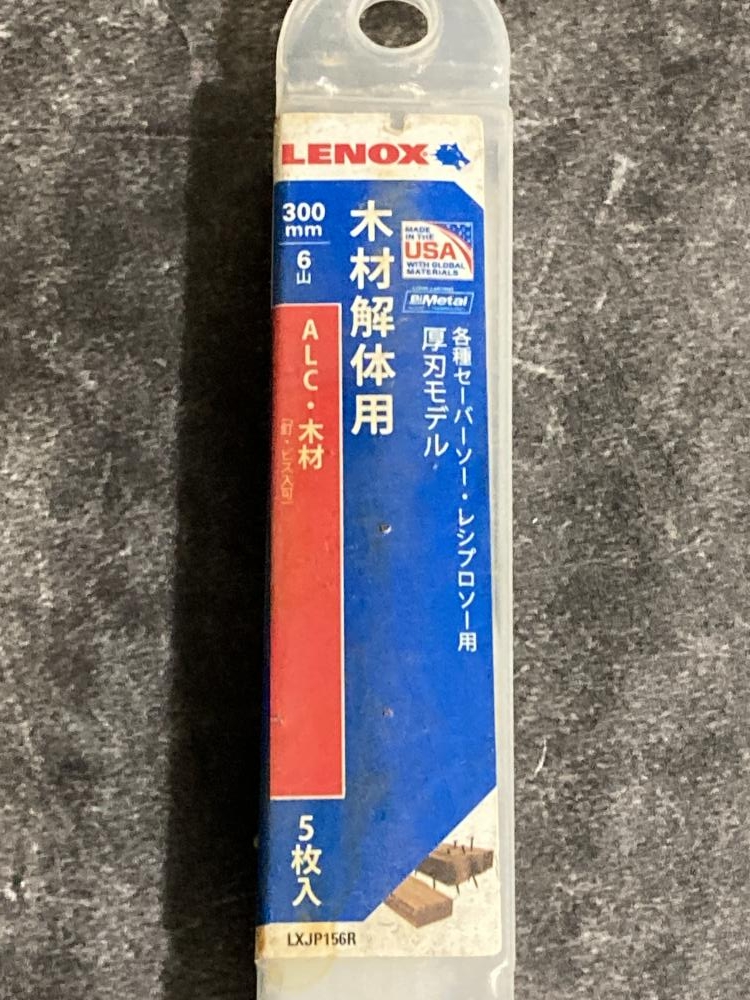 LENOX
300
mm
6
山
木材解体用
MADE
IN THE
USA
WITH GLOBAL
MATERIALS
BiMetal
各種セーバーソー・レシプロソー用
厚刃モデル
ALC・木材
(釘・ビス入可)
5枚入
LXJP156R